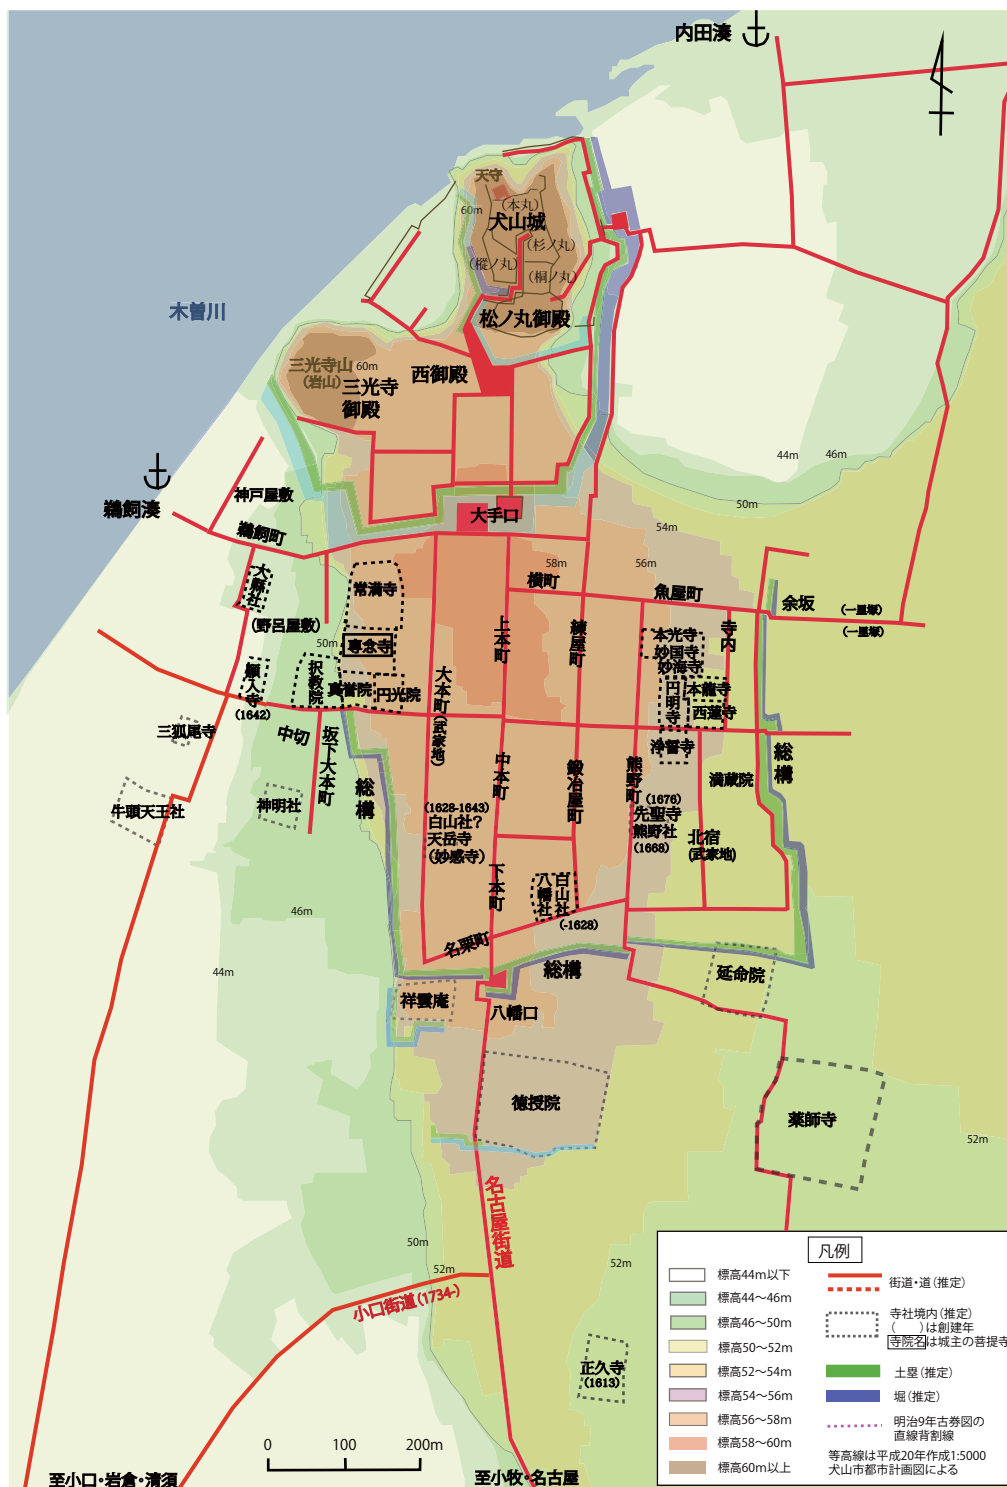 内田湊
天守
60m
(本丸)
犬山城
(杉ノ丸)
(樅ノ丸)
(桐ノ丸)
木曽川
松ノ丸御殿
三光寺山
(岩山)
60m
西御殿
三光寺
御殿
44m
46m
鵜飼湊
神戸屋敷
50m
大手口
鵜飼町
54m
58m
56m
横町
魚屋町
大縣社
常満寺
余坂
(一里塚)
(一里塚)
(野呂屋敷)
50m
専念寺
上本町
練屋町
本光寺
妙国寺
妙海寺
寺内
願入寺
(1642)
択教院
真誉院
円光院
大本町(武家地)
円明寺
本龍寺
西蓮寺
三狐尾寺
中切
坂下大本町
浄誓寺
総構
総構
中本町
鍛冶屋町
熊野町
満蔵院
牛頭天王社
神明社
(1628-1643)
白山社?
天岳寺
(妙感寺)
(1676)
先聖寺
熊野社
(1668)
北宿
(武家地)
下本町
八幡社
白山社
(-1628)
46m
名栗町
44m
総構
延命院
祥雲庵
八幡口
徳授院
薬師寺
52m
名古屋街道
50m
52m
52m
小口街道(1734-)
正久寺
(1613)
0 100 200m
至小口・岩倉・清須
至小牧・名古屋
凡例
標高44m以下
標高44〜46m
標高46〜50m
標高50〜52m
標高52〜54m
標高54〜56m
標高56〜58m
標高58〜60m
標高60m以上
街道・道(推定)
寺社境内(推定)
( )は創建年
寺院名は城主の菩提寺
土塁(推定)
堀(推定)
明治9年古券図の
直線背割線
等高線は平成20年作成1:5000
犬山市都市計画図による